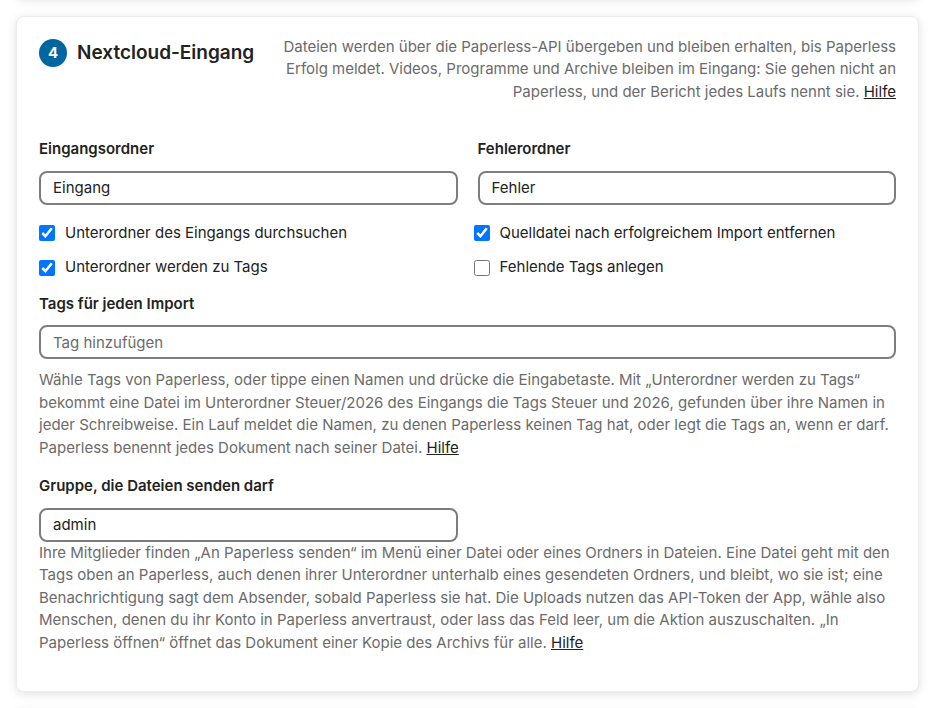 4 Nextcloud-Eingang
Dateien werden über die Paperless-API übergeben und bleiben erhalten, bis Paperless
Erfolg meldet. Videos, Programme und Archive bleiben im Eingang: Sie gehen nicht an
Paperless, und der Bericht jedes Laufs nennt sie. Hilfe
Eingangsordner
Fehlerordner
Eingang
Fehler
Unterordner des Eingangs durchsuchen
Quelldatei nach erfolgreichem Import entfernen
Unterordner werden zu Tags
Fehlende Tags anlegen
Tags für jeden Import
Tag hinzufügen
Wähle Tags von Paperless, oder tippe einen Namen und drücke die Eingabetaste. Mit „Unterordner werden zu Tags“
bekommt eine Datei im Unterordner Steuer/2026 des Eingangs die Tags Steuer und 2026, gefunden über ihre Namen in
jeder Schreibweise. Ein Lauf meldet die Namen, zu denen Paperless keinen Tag hat, oder legt die Tags an, wenn er darf.
Paperless benennt jedes Dokument nach seiner Datei. Hilfe
Gruppe, die Dateien senden darf
admin
Ihre Mitglieder finden „An Paperless senden“ im Menü einer Datei oder eines Ordners in Dateien. Eine Datei geht mit den
Tags oben an Paperless, auch denen ihrer Unterordner unterhalb eines gesendeten Ordners, und bleibt, wo sie ist; eine
Benachrichtigung sagt dem Absender, sobald Paperless sie hat. Die Uploads nutzen das API-Token der App, wähle also
Menschen, denen du ihr Konto in Paperless anvertraust, oder lass das Feld leer, um die Aktion auszuschalten. „In
Paperless öffnen“ öffnet das Dokument einer Kopie des Archivs für alle. Hilfe